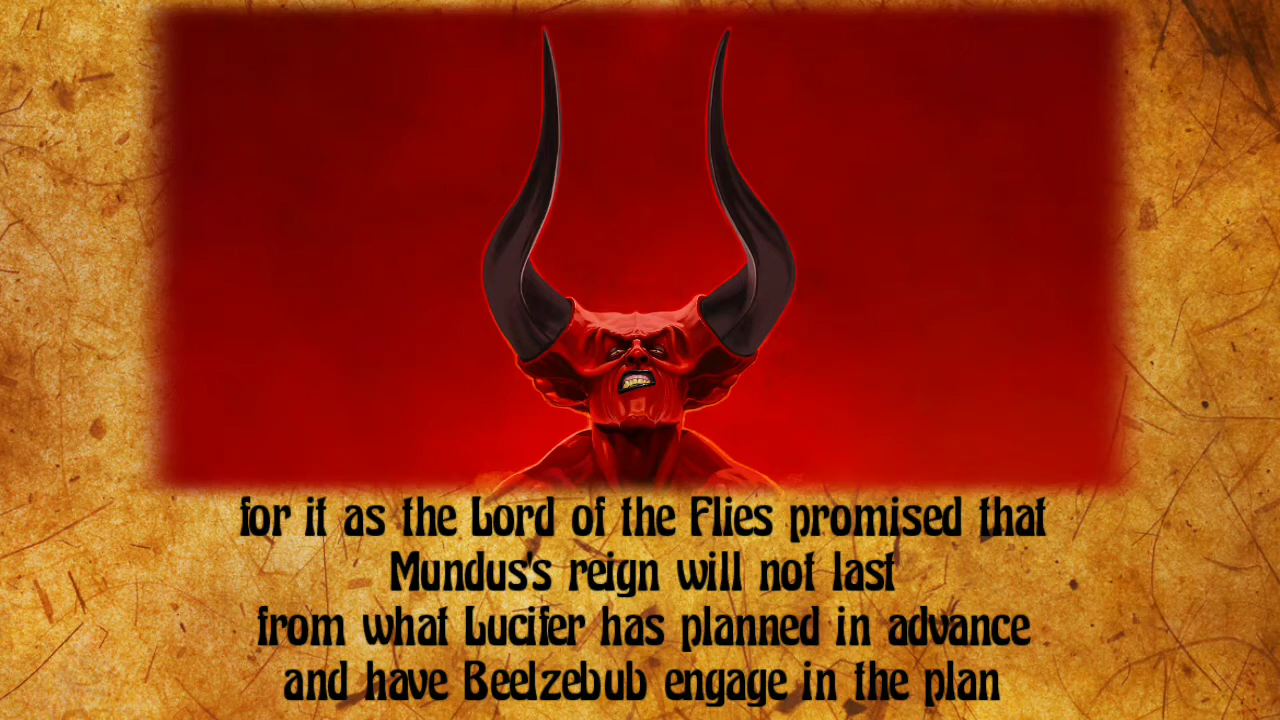 for it as the Lord of the Flies promised that
Mundus's reign will not last
from what Lucifer has planned in advance
and have Beelzebub engage in the plan